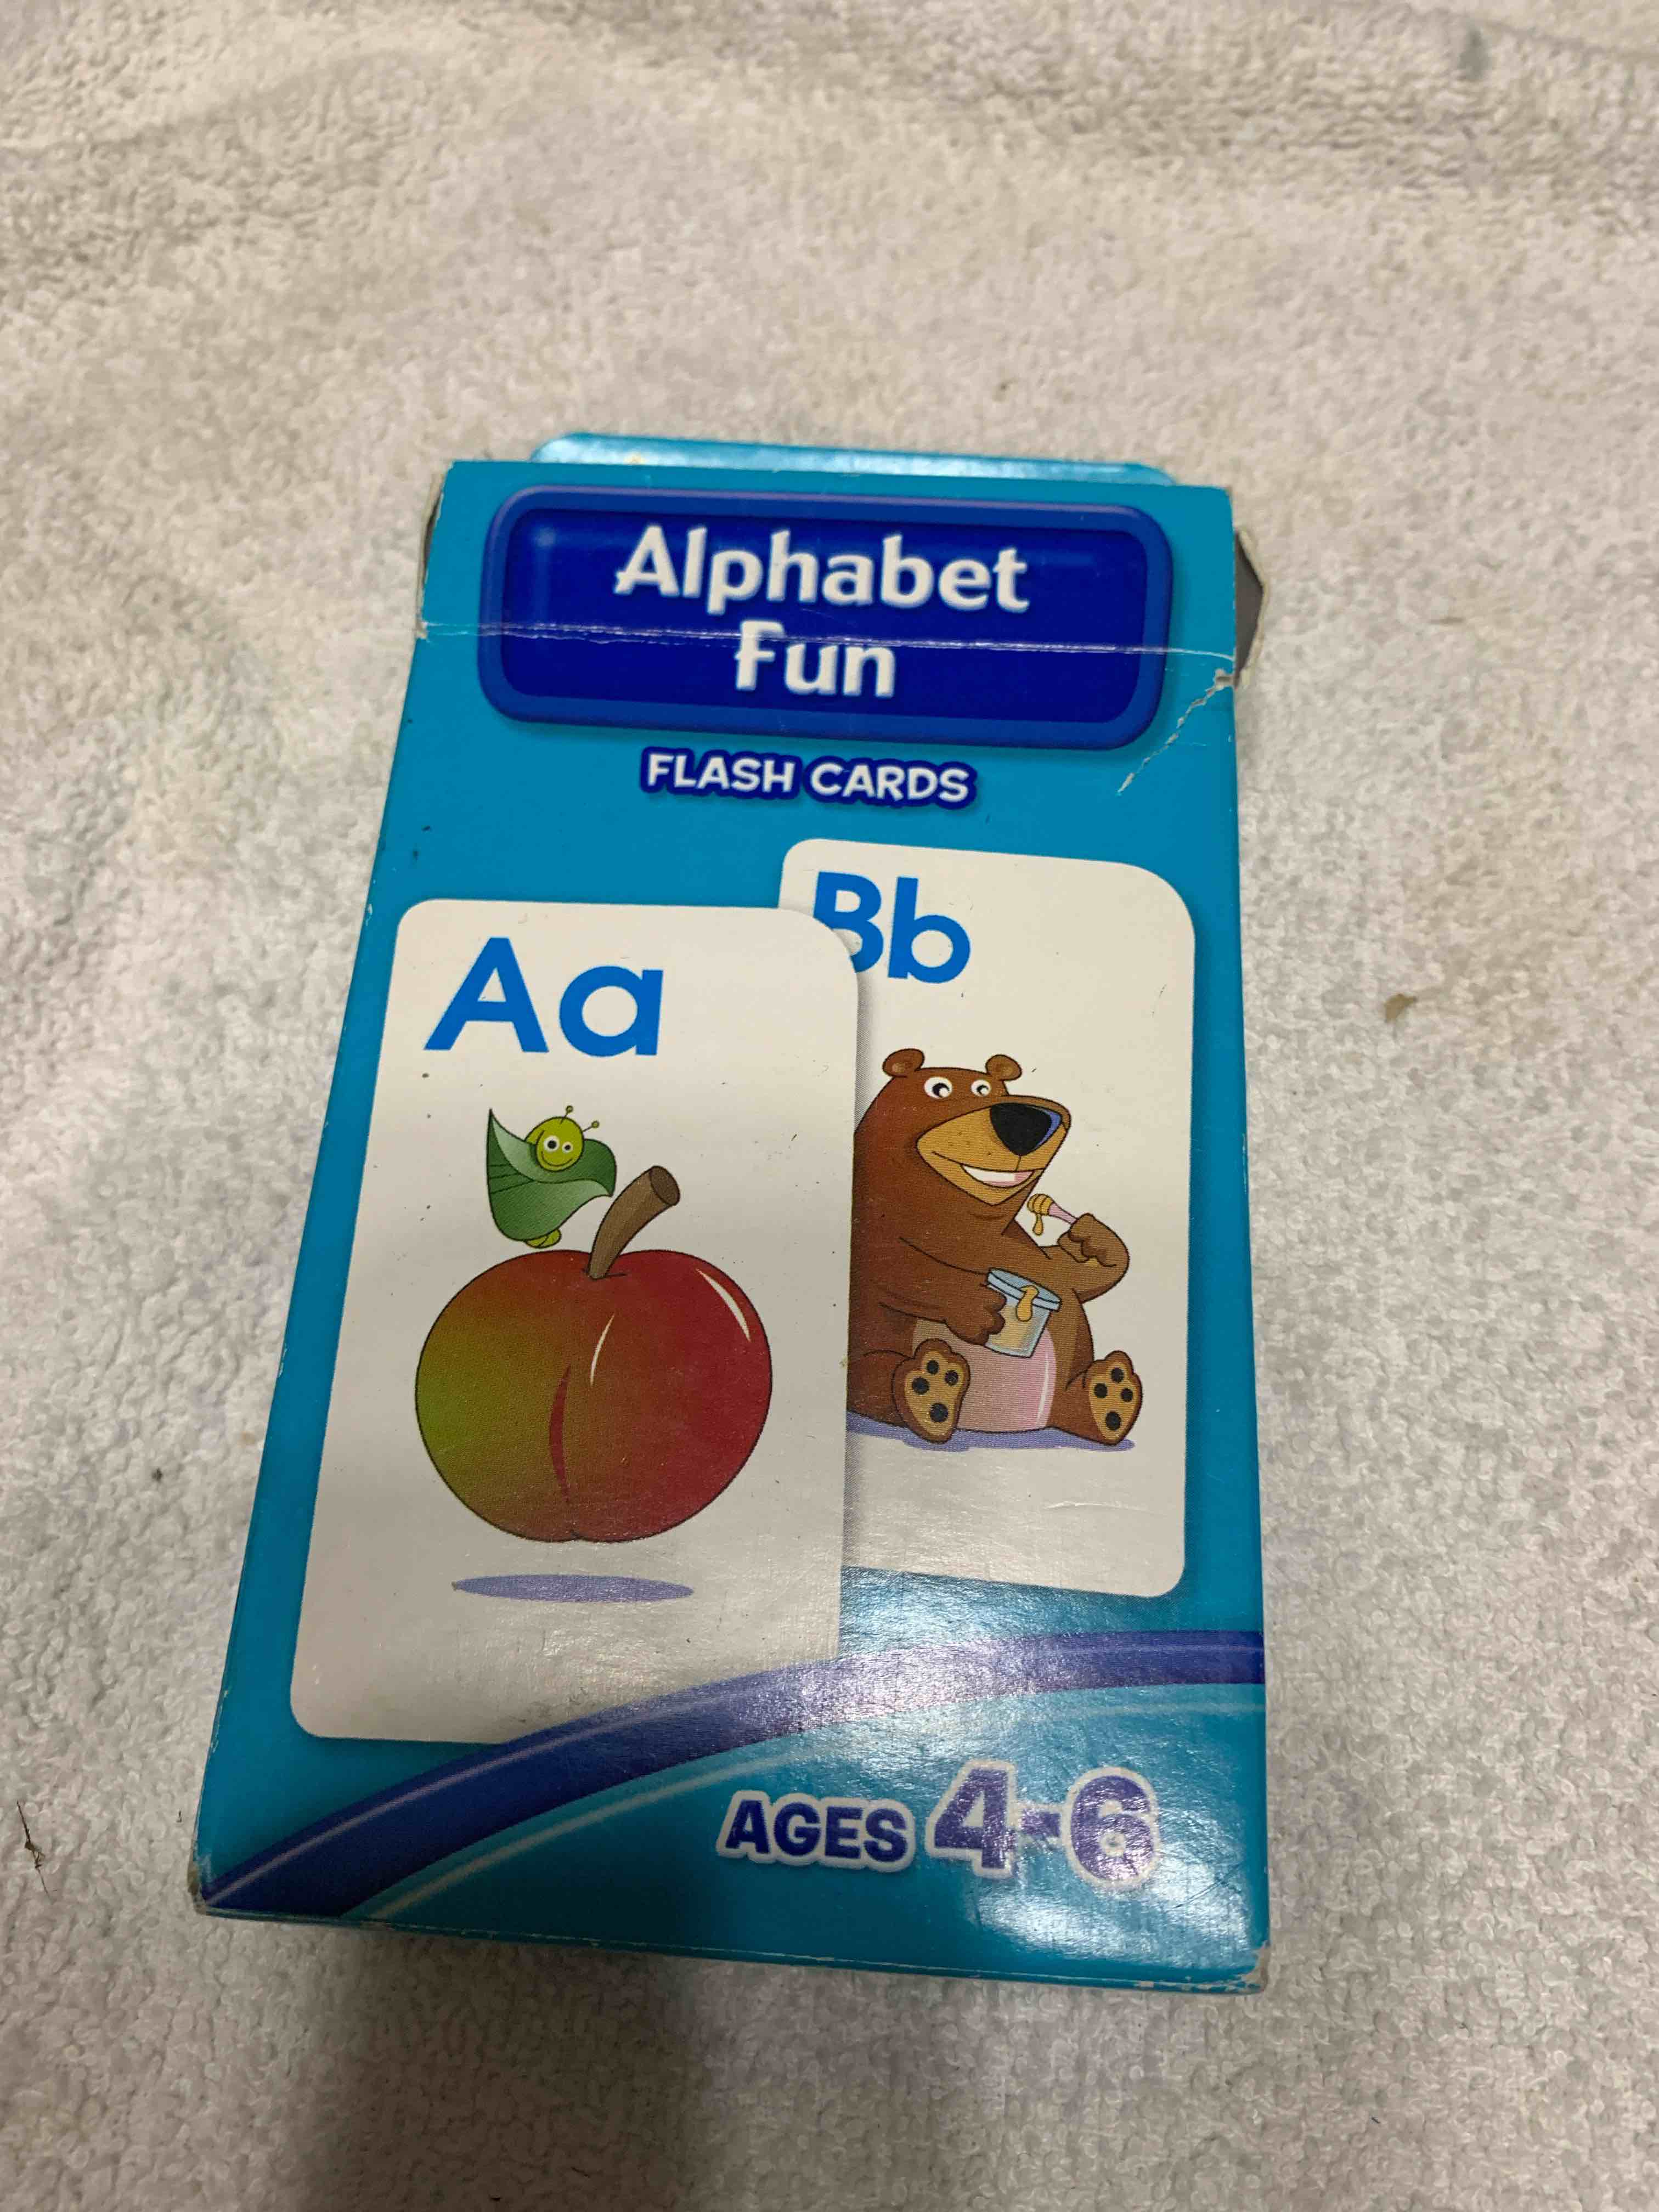 Alphabet
Fun
FLASH CARDS
Aa
Bb
AGES 4-6